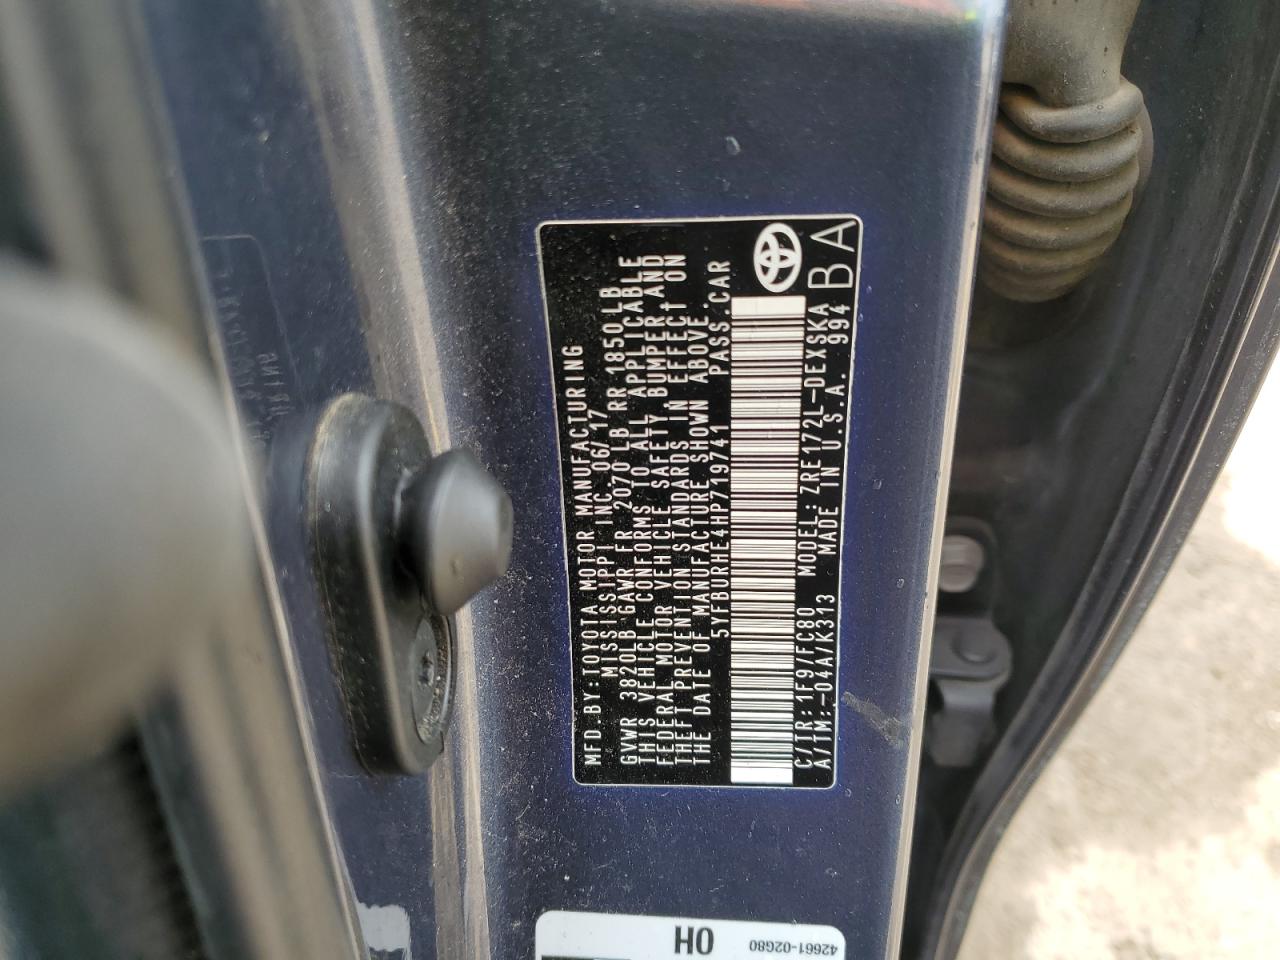 MFD.BY:TOYOTA MOTOR MANUFACTURING
MISSISSIPPI INC. 06/17
GVWR 3820LB GAWR FR 2070 LB RR 1850 LB
THIS VEHICLE CONFORMS TO ALL APPLICABLE
FEDERAL MOTOR VEHICLE SAFETY, BUMPER, AND
THEFT PREVENTION STANDARDS IN EFFECT ON
THE DATE OF MANUFACTURE SHOWN ABOVE.
5YFBURHE4HP719741 PASS.CAR
C/TR:1F9/FC80 MODEL:ZRE172L-DEXSKA
A/TM:-04A/K313 MADE IN U.S.A. 994
BA
42661-02G80
OH